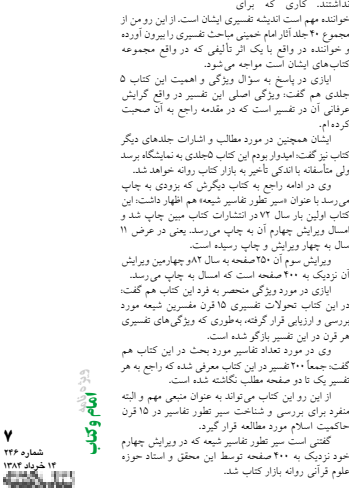 نداشتند. کاری که برای
خواننده مهم است اندیشه تفسیری ایشان است. از این رو من از
مجموع ۴۰ جلد آثار امام خمینی مباحث تفسیری را بیرون آورده
و خواننده در واقع با یک اثر تألیفی که در واقع مجموعه
کتاب‌های ایشان است مواجه می‌شود.
ایازی در پاسخ به سؤال ویژگی و اهمیت این کتاب ۵
جلدی هم گفت: ویژگی اصلی این تفسیر در واقع گرایش
عرفانی آن در تفسیر است که در مقدمه راجع به آن صحبت
کرده‌ام.
ایشان همچنین در مورد مطالب و اشارات جلدهای دیگر
کتاب نیز گفت: امیدوار بودم این کتاب ۵جلدی به نمایشگاه برسد
ولی متأسفانه با اندکی تأخیر به بازار کتاب روانه خواهد شد.
وی در ادامه راجع به کتاب دیگرش که بزودی به چاپ
می‌رسد با عنوان «سیر تطور تفاسیر شیعه» هم اظهار داشت: این
کتاب اولین بار سال ۷۲ در انتشارات کتاب مبین چاپ شد و
امسال ویرایش چهارم آن به چاپ می‌رسد. یعنی در عرض ۱۱
سال به چهار ویرایش و چاپ رسیده است.
ویرایش سوم آن ۲۵۰صفحه به سال ۸۲و چهارمین ویرایش
آن نزدیک به ۴۰۰ صفحه است که امسال به چاپ می‌رسد.
ایازی در مورد ویژگی منحصر به فرد این کتاب هم گفت:
در این کتاب تحولات تفسیری ۱۵ قرن مفسرین شیعه مورد
بررسی و ارزیابی قرار گرفته، به‌طوری که ویژگی‌های تفسیری
هر قرن در این تفسیر بازگو شده است.
وی در مورد تعداد تفاسیر مورد بحث در این کتاب هم
گفت: جمعاً ۲۰۰ تفسیر در این کتاب معرفی شده که راجع به هر
تفسیر یک تا دو صفحه مطلب نگاشته شده است.
از این رو این کتاب می‌تواند به عنوان منبعی مهم و البته
منفرد برای بررسی و شناخت سیر تطور تفاسیر در ۱۵ قرن
حاکمیت اسلام مورد مطالعه قرار گیرد.
گفتنی است سیر تطور تفاسیر شیعه که در ویرایش چهارم
خود نزدیک به ۴۰۰ صفحه توسط این محقق و استاد حوزه
علوم قرآنی روانه بازار کتاب شد.
ویژه‌نامه
امام و کتاب
۷
شماره ۲۴۶
۱۴ خرداد ۱۳۸۴